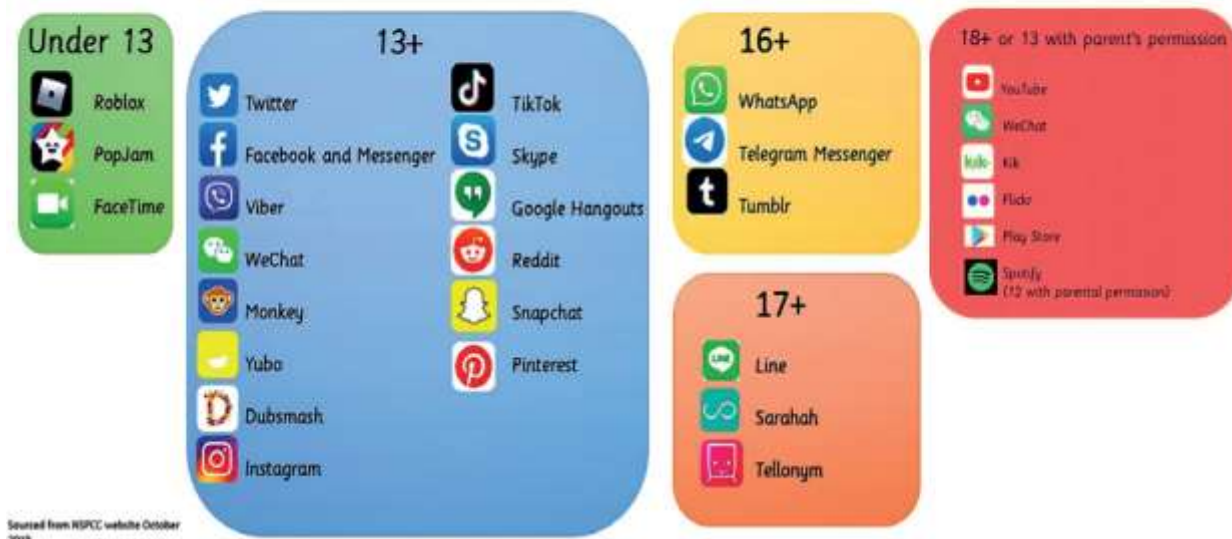 Under 13
Roblox
PopJam
FaceTime
13+
Twitter
Facebook and Messenger
Viber
WeChat
Monkey
Yubo
Dubsmash
Instagram
TikTok
Skype
Google Hangouts
Reddit
Snapchat
Pinterest
16+
WhatsApp
Telegram Messenger
Tumblr
17+
LINE
Line
Sarahah
Tellonym
18+ or 13 with parent's permission
YouTube
WeChat
kik
Kik
Flickr
Play Store
Spotify
(12 with parental permission)
Sourced from NSPCC website October